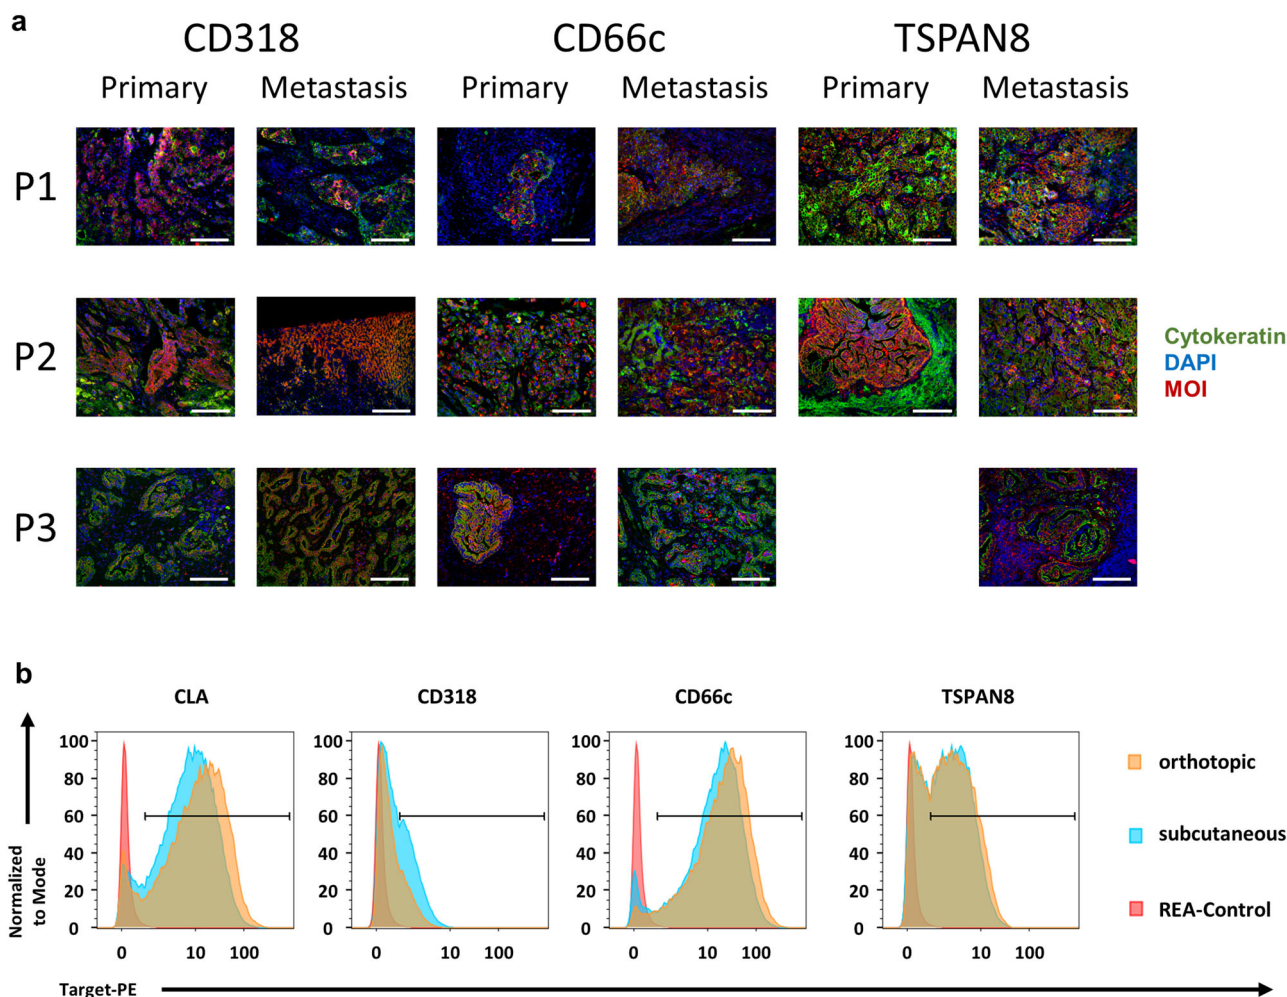 a
CD318 CD66c TSPAN8
Primary Metastasis Primary Metastasis Primary Metastasis
P1
P2
Cytokeratin
DAPI
MOI
P3
b
CLA CD318 CD66c TSPAN8
100 100 100 100
80 80 80 80
60 60 60 60
40 40 40 40
20 20 20 20
0 0 0 0
0 10 100 0 10 100 0 10 100 0 10 100
Normalized
to Mode
orthotopic
subcutaneous
REA-Control
Target-PE